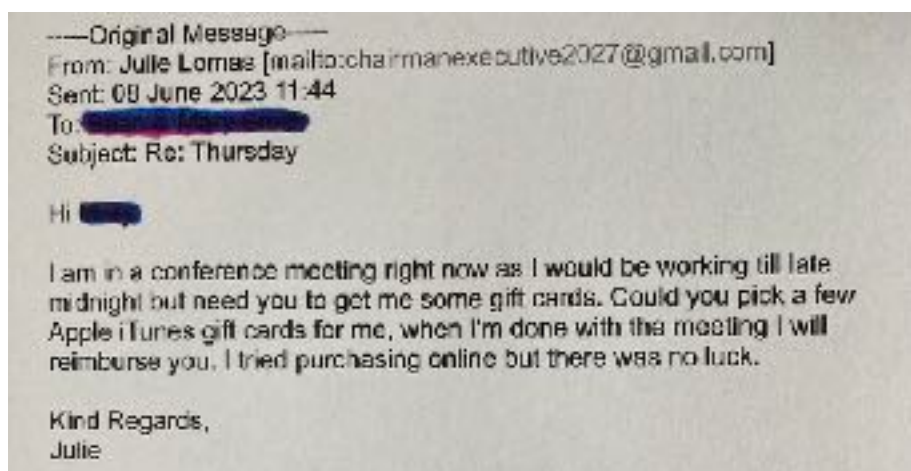 -----Original Message-----
From: Julie Lomas [mailto:chairmanexecutive2027@gmail.com]
Sent: 08 June 2023 11:44
To:
Subject: Re: Thursday
Hi
I am in a conference meeting right now as I would be working till late
midnight but need you to get me some gift cards. Could you pick a few
Apple iTunes gift cards for me, when I'm done with the meeting I will
reimburse you. I tried purchasing online but there was no luck.
Kind Regards,
Julie